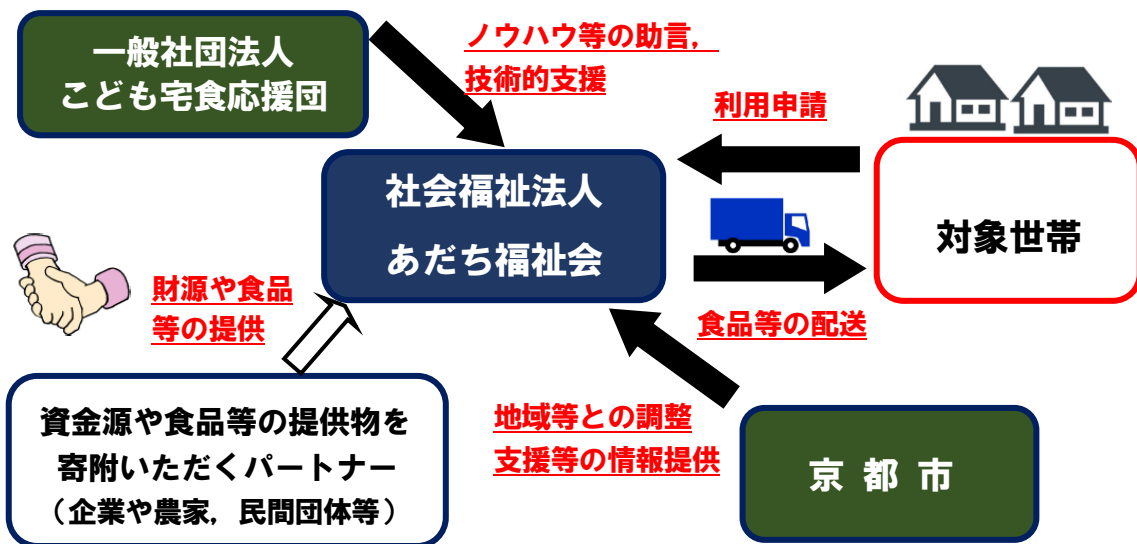 一般社団法人
こども宅食応援団
ノウハウ等の助言，
技術的支援
利用申請
社会福祉法人
あだち福祉会
対象世帯
財源や食品
等の提供
食品等の配送
資金源や食品等の提供物を
寄附いただくパートナー
（企業や農家，民間団体等）
地域等との調整
支援等の情報提供
京都市